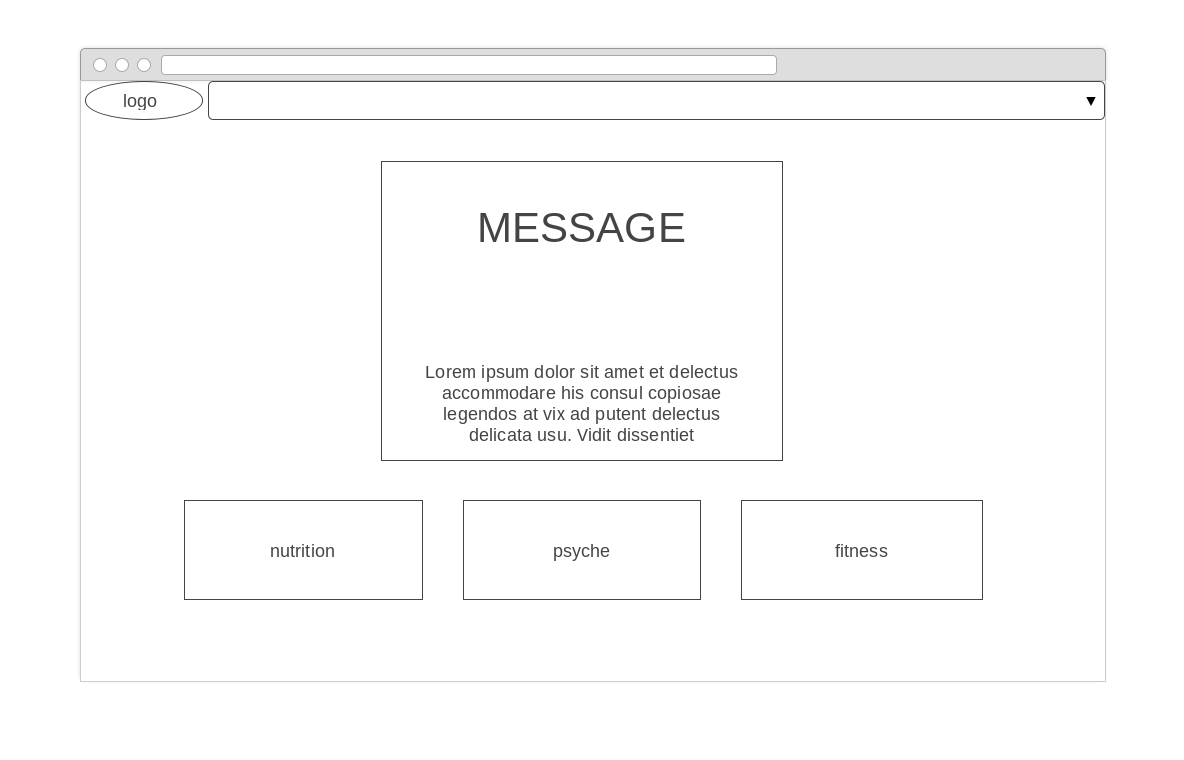 logo
MESSAGE
Lorem ipsum dolor sit amet et delectus
accommodare his consul copiosae
legendos at vix ad putent delectus
delicata usu. Vidit dissentiet
nutrition
psyche
fitness